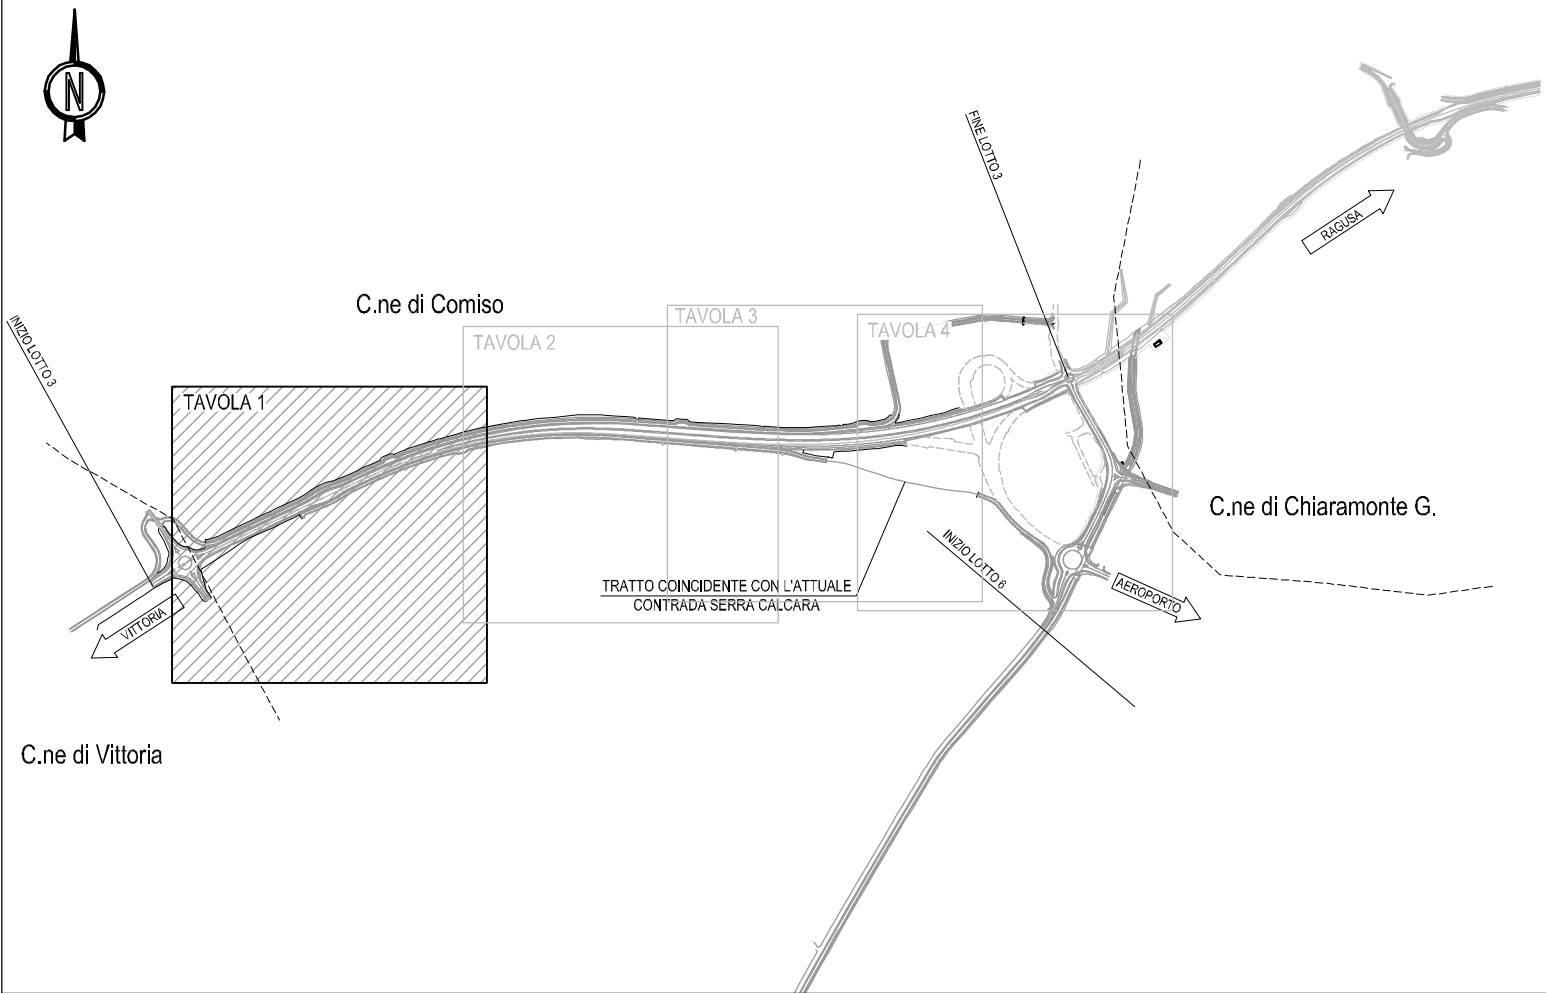 N
FINE LOTTO 3
RAGUSA
C.ne di Comiso
TAVOLA 3
INIZIO LOTTO 3
TAVOLA 4
TAVOLA 2
TAVOLA 1
C.ne di Chiaramonte G.
INIZIO LOTTO 6
TRATTO COINCIDENTE CON L'ATTUALE
CONTRADA SERRA CALCARA
AEROPORTO
VITTORIA
C.ne di Vittoria